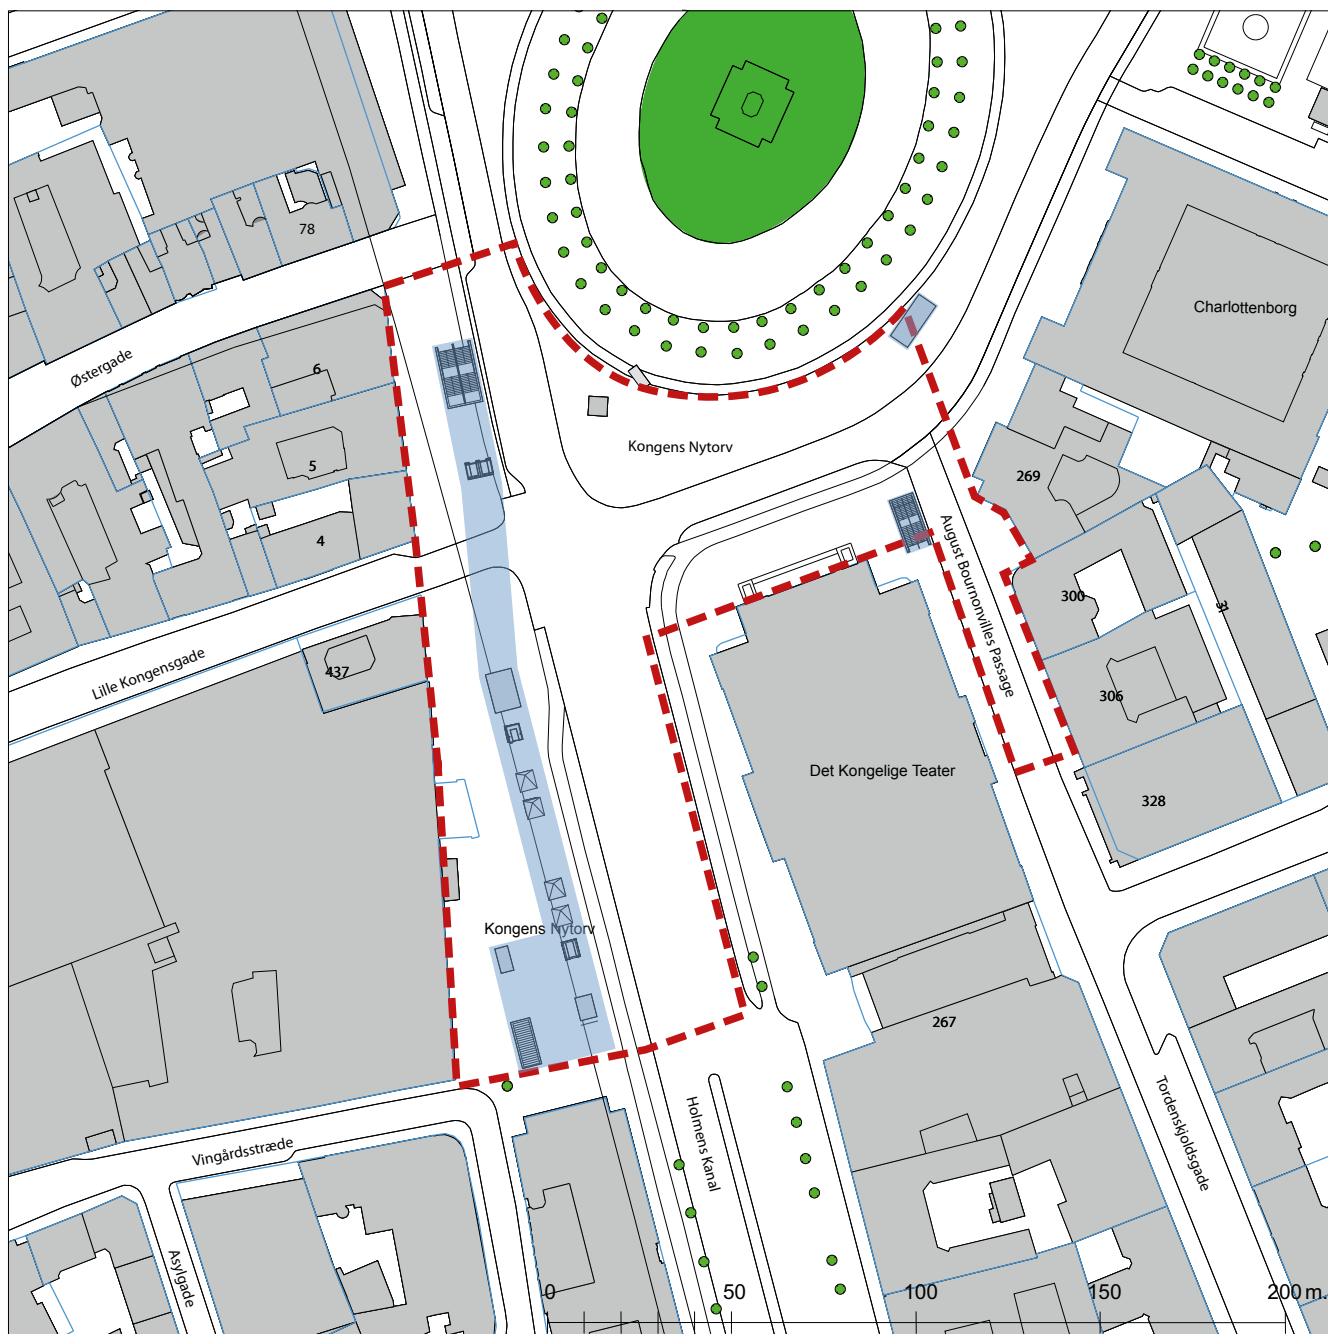 78
Charlottenborg
Østergade
6
Kongens Nytorv
5
269
4
August Bournonvilles Passage
300
31
Lille Kongensgade
437
306
Det Kongelige Teater
328
Kongens Nytorv
267
Holmens Kanal
Tordenskjoldsgade
Vingårdsstræde
Asylgade
0 50 100 150 200 m.